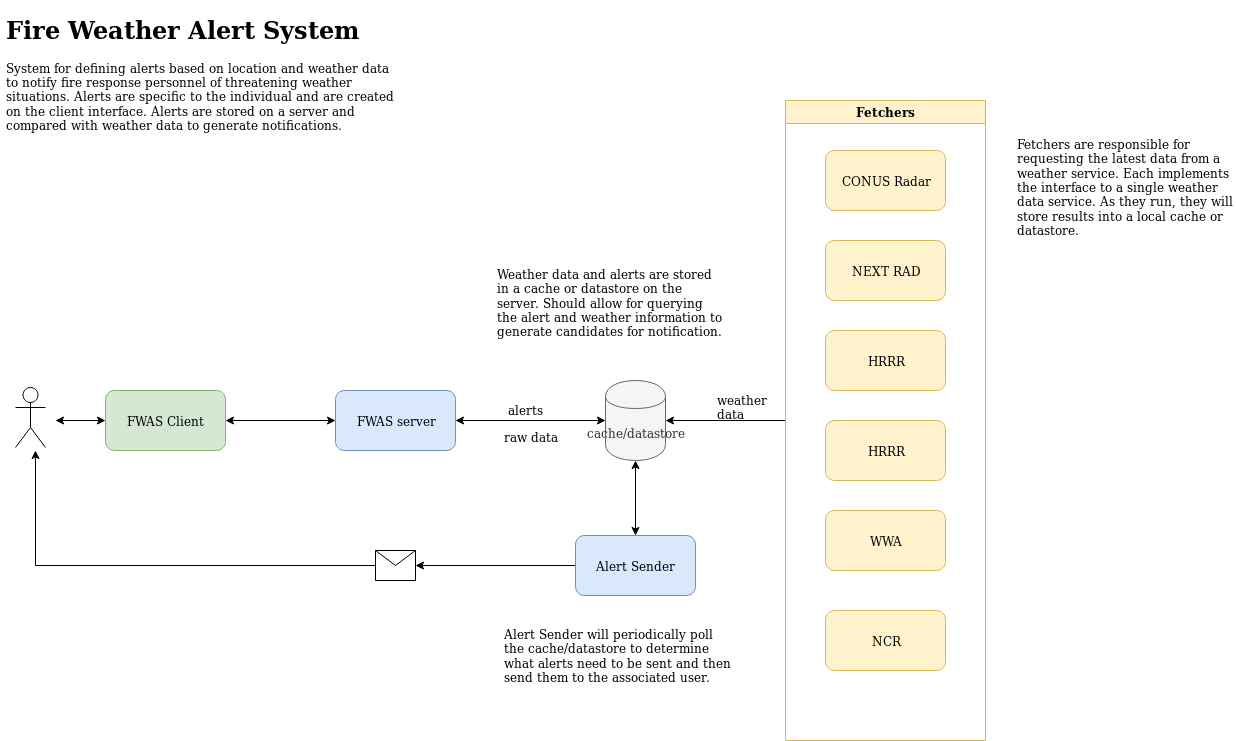 Fire Weather Alert System
System for defining alerts based on location and weather data
to notify fire response personnel of threatening weather
situations. Alerts are specific to the individual and are created
on the client interface. Alerts are stored on a server and
compared with weather data to generate notifications.
Fetchers
CONUS Radar
NEXT RAD
HRRR
HRRR
WWA
NCR
Fetchers are responsible for
requesting the latest data from a
weather service. Each implements
the interface to a single weather
data service. As they run, they will
store results into a local cache or
datastore.
Weather data and alerts are stored
in a cache or datastore on the
server. Should allow for querying
the alert and weather information to
generate candidates for notification.
FWAS Client
FWAS server
alerts
raw data
cache/datastore
weather
data
Alert Sender
Alert Sender will periodically poll
the cache/datastore to determine
what alerts need to be sent and then
send them to the associated user.